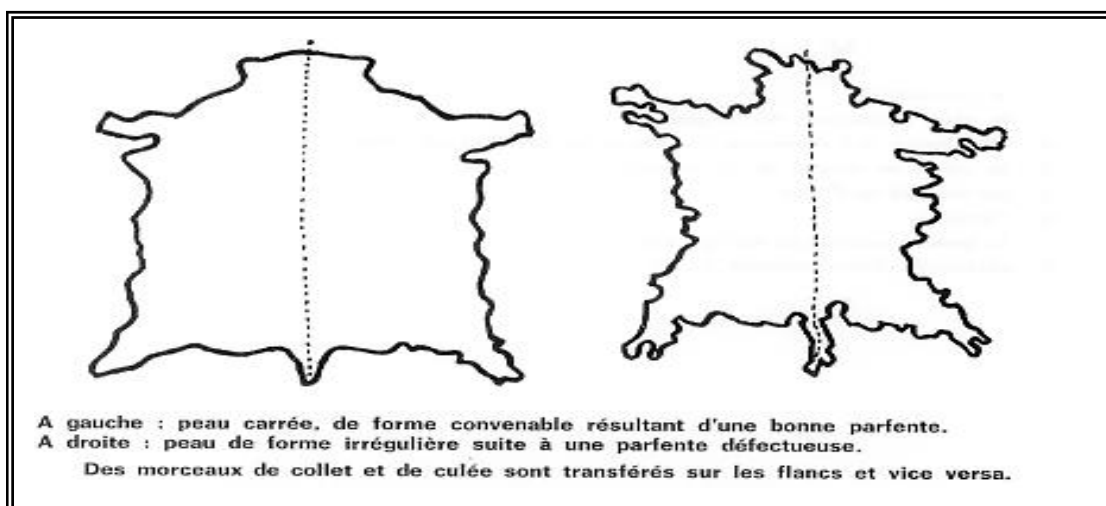 A gauche : peau carrée, de forme convenable résultant d'une bonne parfente.
A droite : peau de forme irrégulière suite à une parfente défectueuse.
Des morceaux de collet et de culée sont transférés sur les flancs et vice versa.